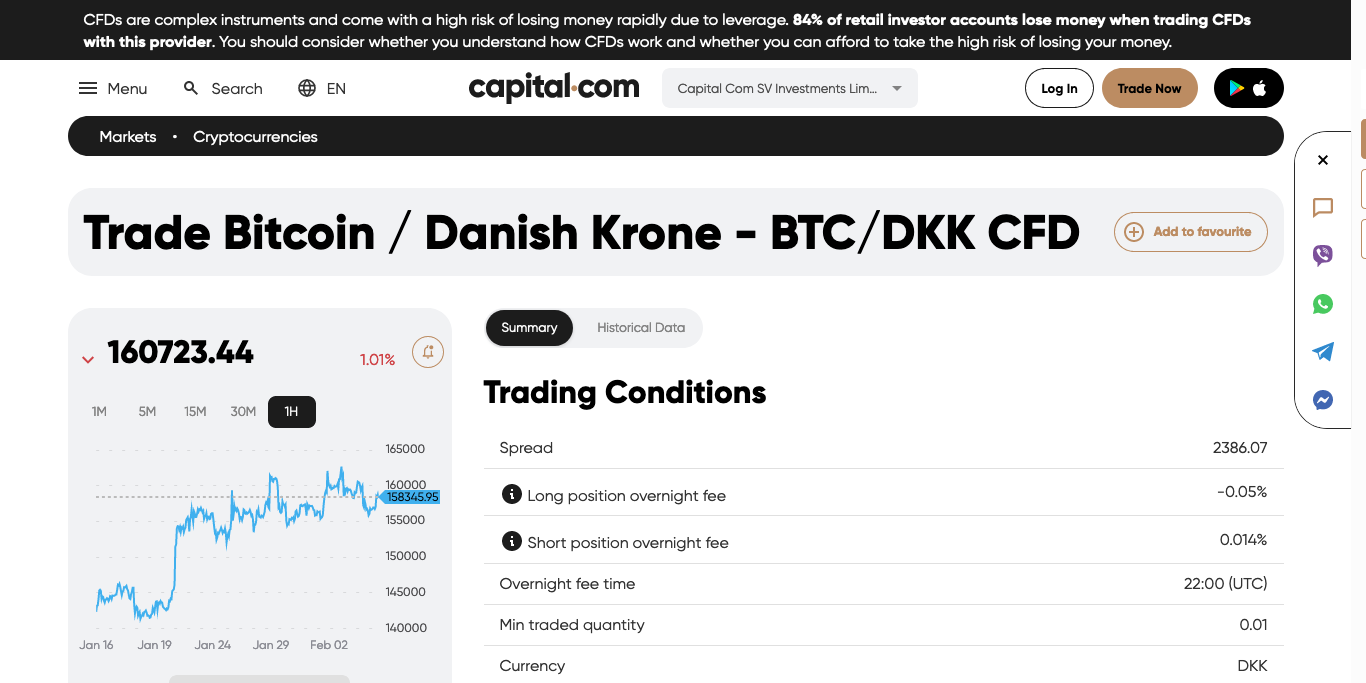 CFDs are complex instruments and come with a high risk of losing money rapidly due to leverage. 84% of retail investor accounts lose money when trading CFDs
with this provider. You should consider whether you understand how CFDs work and whether you can afford to take the high risk of losing your money.
Menu Search EN capital.com Capital Com SV Investments Lim... Log In Trade Now
Markets • Cryptocurrencies
Trade Bitcoin / Danish Krone - BTC/DKK CFD Add to favourite
160723.44 1.01%
1M 5M 15M 30M 1H
165000
160000
158345.95
155000
150000
145000
140000
Jan 16 Jan 19 Jan 24 Jan 29 Feb 02
Summary Historical Data
Trading Conditions
Spread 2386.07
Long position overnight fee -0.05%
Short position overnight fee 0.014%
Overnight fee time 22:00 (UTC)
Min traded quantity 0.01
Currency DKK